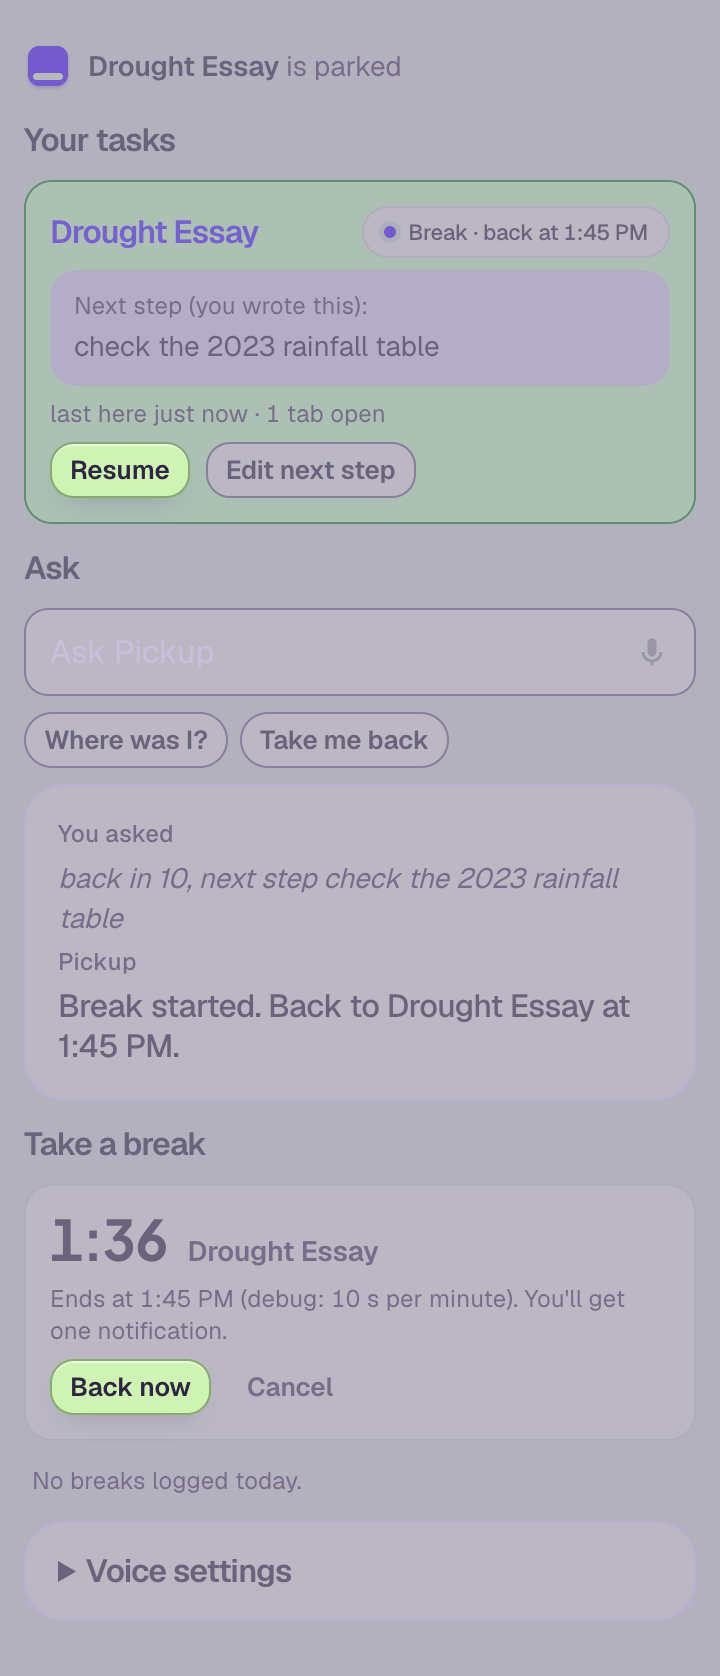 Drought Essay is parked
Your tasks
Drought Essay
Break · back at 1:45 PM
Next step (you wrote this):
check the 2023 rainfall table
last here just now · 1 tab open
Resume
Edit next step
Ask
Ask Pickup
Where was I?
Take me back
You asked
back in 10, next step check the 2023 rainfall
table
Pickup
Break started. Back to Drought Essay at
1:45 PM.
Take a break
1:36 Drought Essay
Ends at 1:45 PM (debug: 10 s per minute). You'll get
one notification.
Back now
Cancel
No breaks logged today.
Voice settings